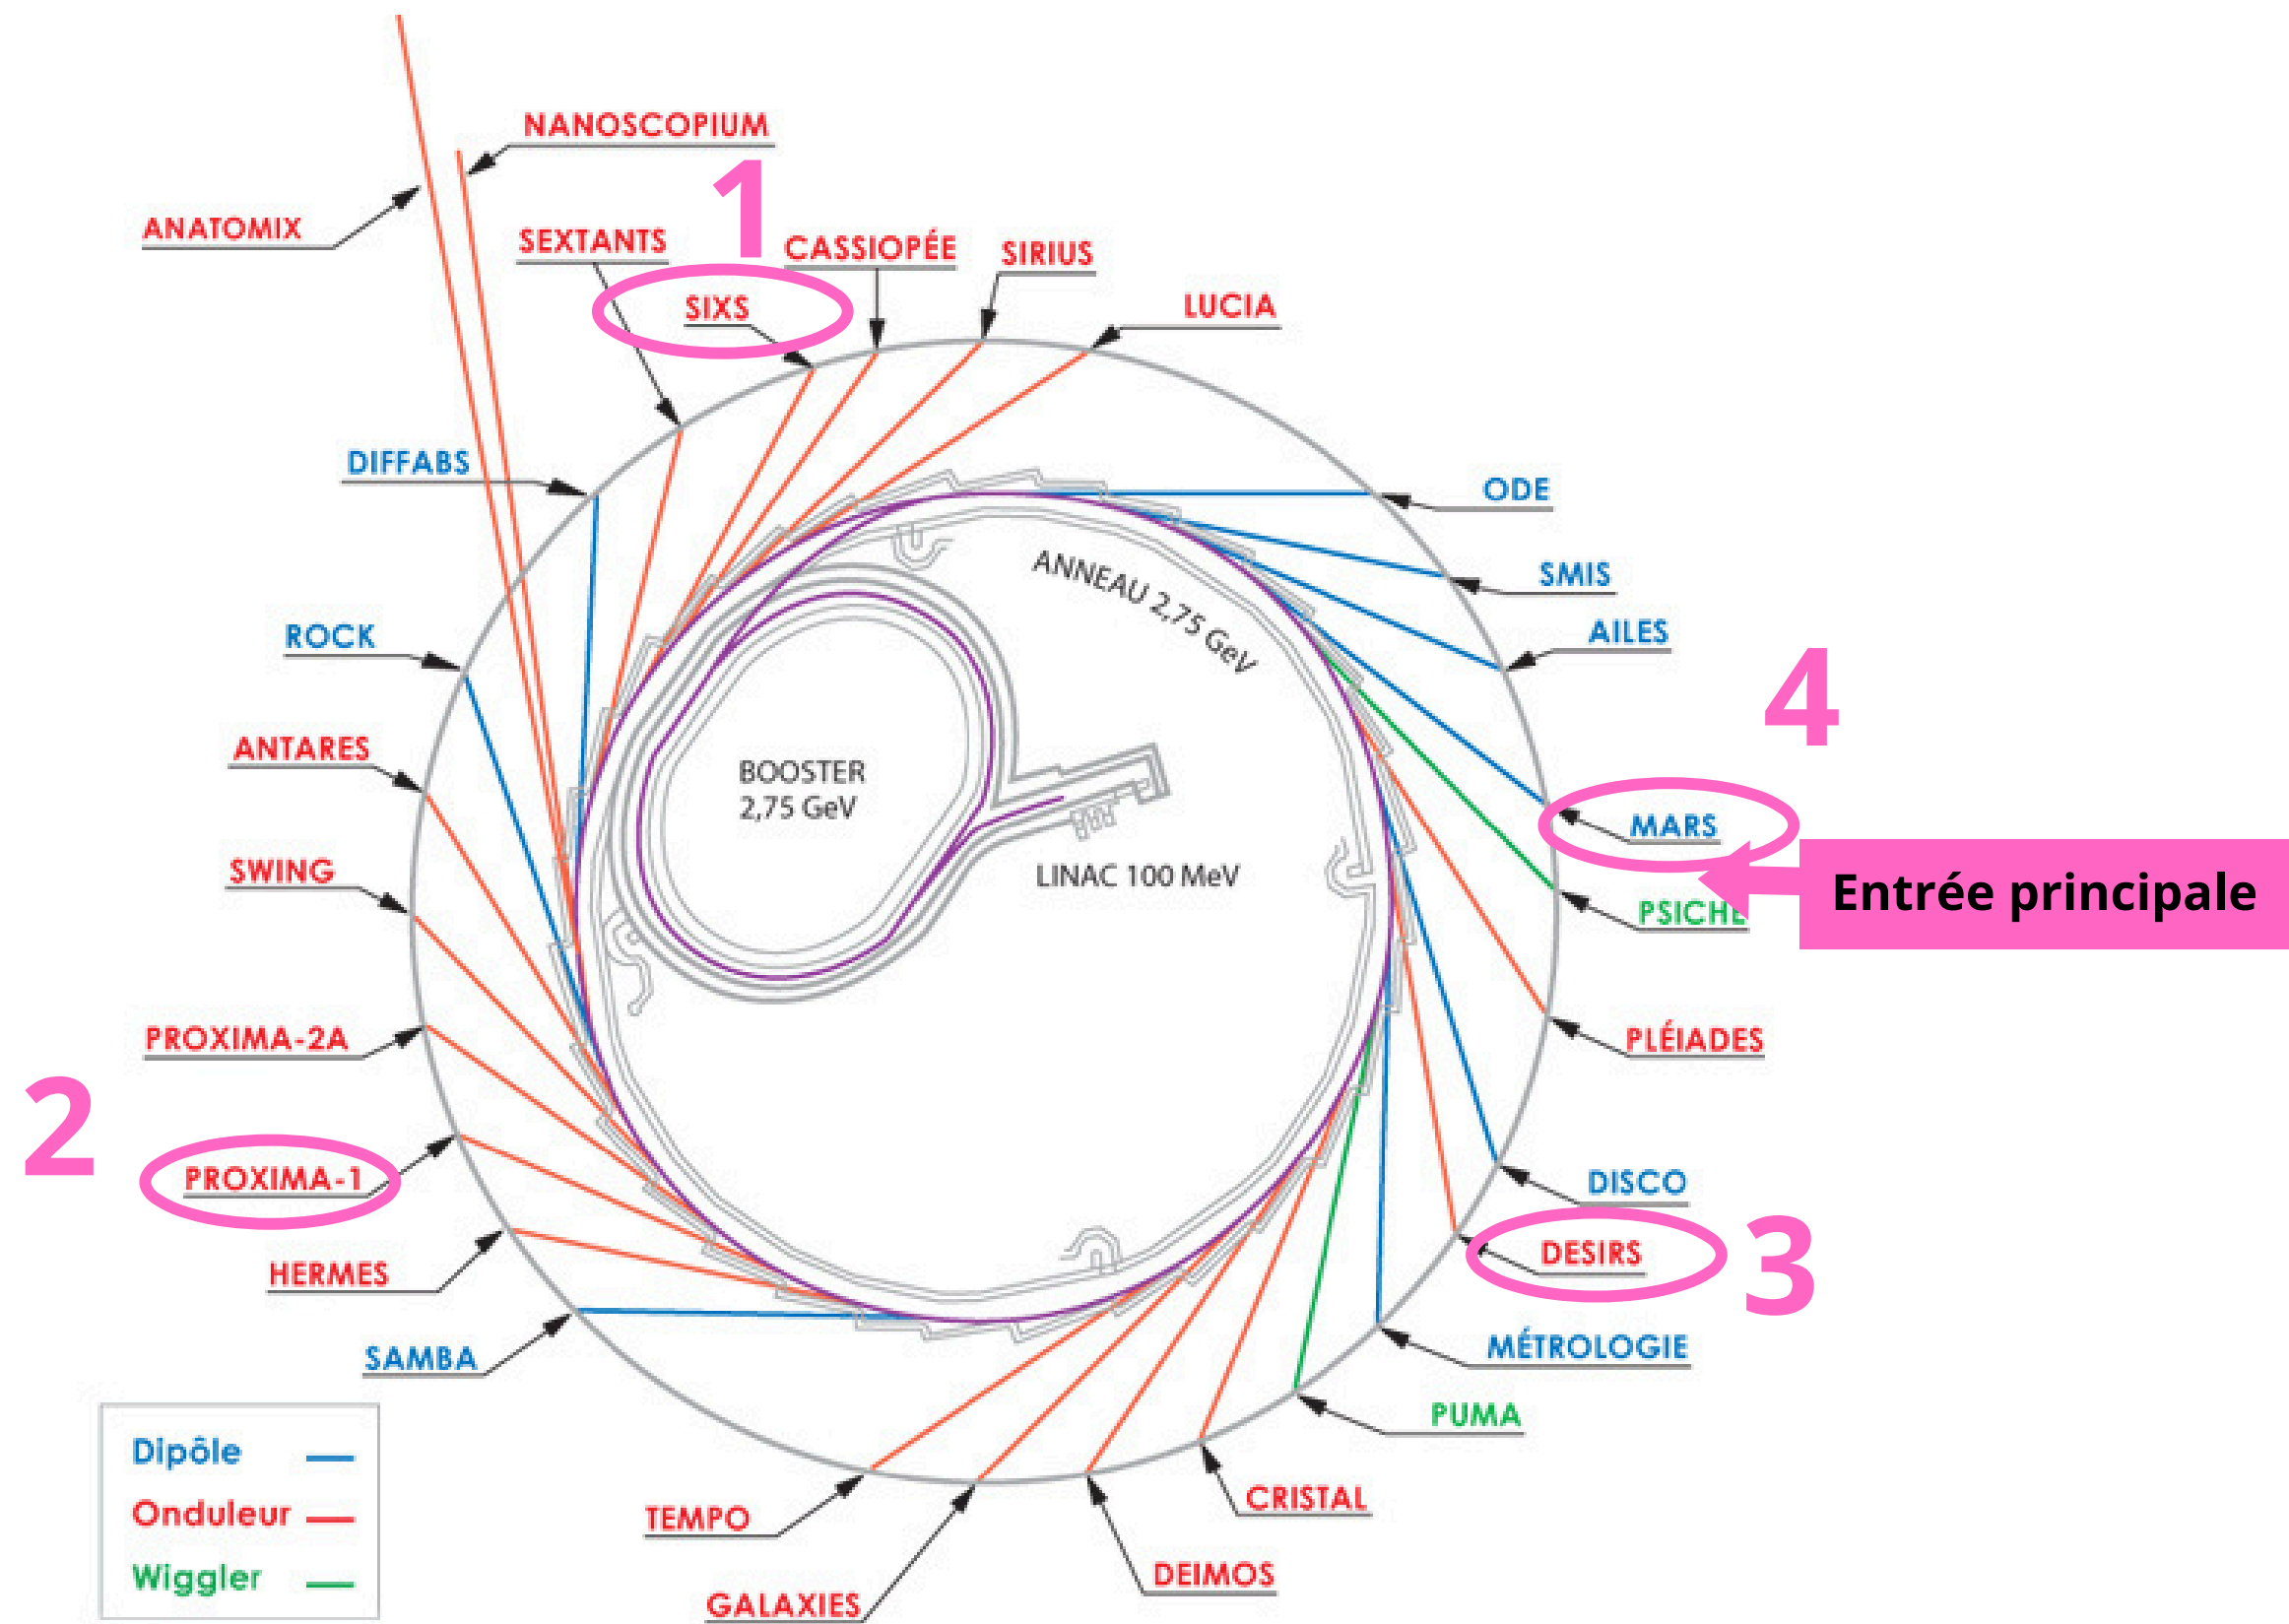 NANOSCOPIUM
1
ANATOMIX
SEXTANTS
CASSIOPÉE
SIRIUS
SIXS
LUCIA
DIFFABS
ODE
SMIS
ROCK
AILES
ANNEAU 2,75 GeV
4
ANTARES
BOOSTER
2,75 GeV
MARS
SWING
LINAC 100 MeV
Entrée principale
PSICHE
PROXIMA-2A
PLÉIADES
2
PROXIMA-1
DISCO
DESIRS
3
HERMES
SAMBA
MÉTROLOGIE
PUMA
Dipôle
Onduleur
Wiggler
CRISTAL
TEMPO
DEIMOS
GALAXIES